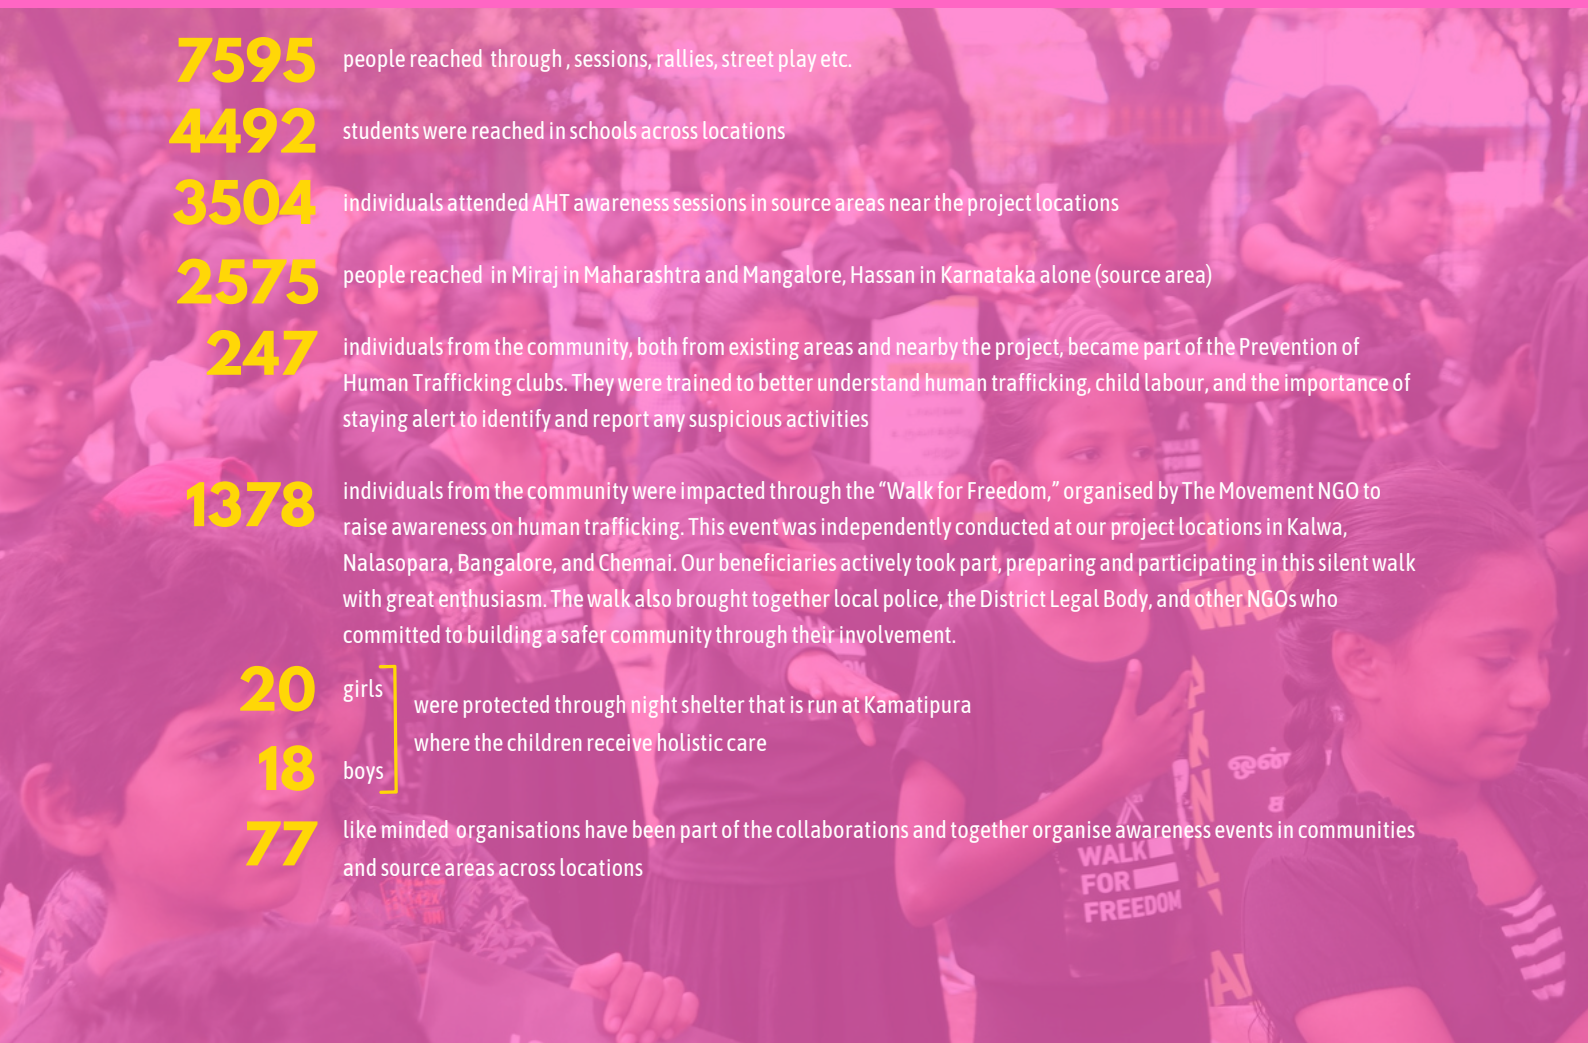 7595 people reached through , sessions, rallies, street play etc.
4492 students were reached in schools across locations
3504 individuals attended AHT awareness sessions in source areas near the project locations
2575 people reached in Miraj in Maharashtra and Mangalore, Hassan in Karnataka alone (source area)
247 individuals from the community, both from existing areas and nearby the project, became part of the Prevention of
Human Trafficking clubs. They were trained to better understand human trafficking, child labour, and the importance of
staying alert to identify and report any suspicious activities
1378 individuals from the community were impacted through the “Walk for Freedom,” organised by The Movement NGO to
raise awareness on human trafficking. This event was independently conducted at our project locations in Kalwa,
Nalasopara, Bangalore, and Chennai. Our beneficiaries actively took part, preparing and participating in this silent walk
with great enthusiasm. The walk also brought together local police, the District Legal Body, and other NGOs who
committed to building a safer community through their involvement.
20 girls
were protected through night shelter that is run at Kamatipura
where the children receive holistic care
18 boys
77 like minded organisations have been part of the collaborations and together organise awareness events in communities
and source areas across locations
WALK
FOR
FREEDOM